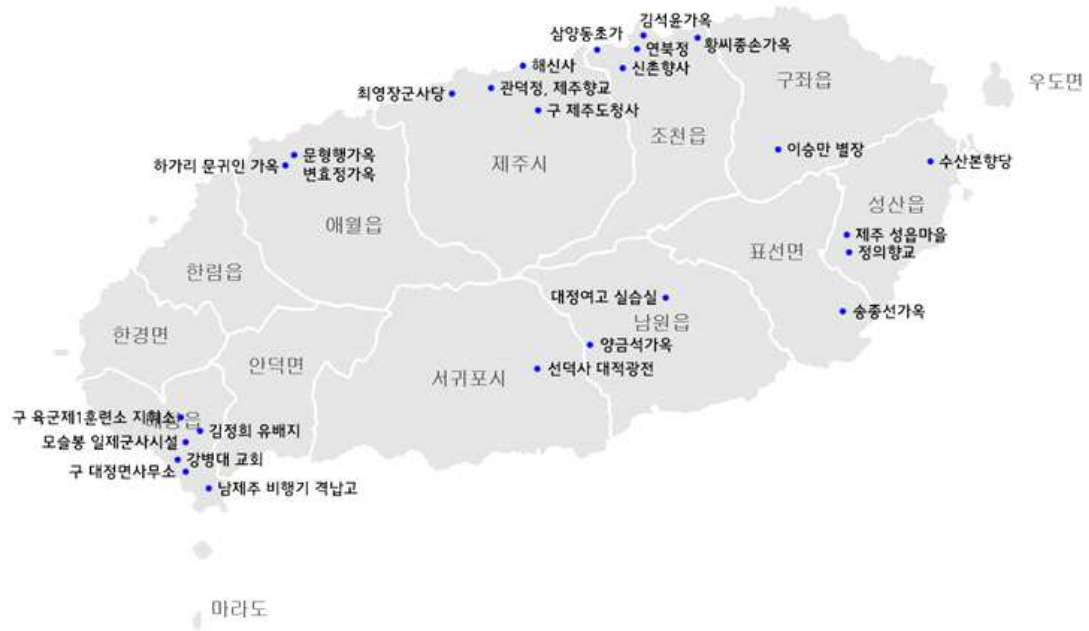 김석윤가옥
삼양동초가
연북정
황씨종손가옥
해신사
신촌향사
구좌읍
우도면
최영장군사당
관덕정, 제주향교
구 제주도청사
조천읍
이승만 별장
문형행가옥
하가리 문귀인 가옥
변효정가옥
제주시
수산본향당
성산읍
애월읍
제주 성읍마을
표선면
정의향교
한림읍
대정여고 실습실
송종선가옥
남원읍
한경면
양금석가옥
안덕면
서귀포시
선덕사 대적광전
구 육군제1훈련소 지휘소
김정희 유배지
모슬봉 일제군사시설
강병대 교회
구 대정면사무소
남제주 비행기 격납고
마라도